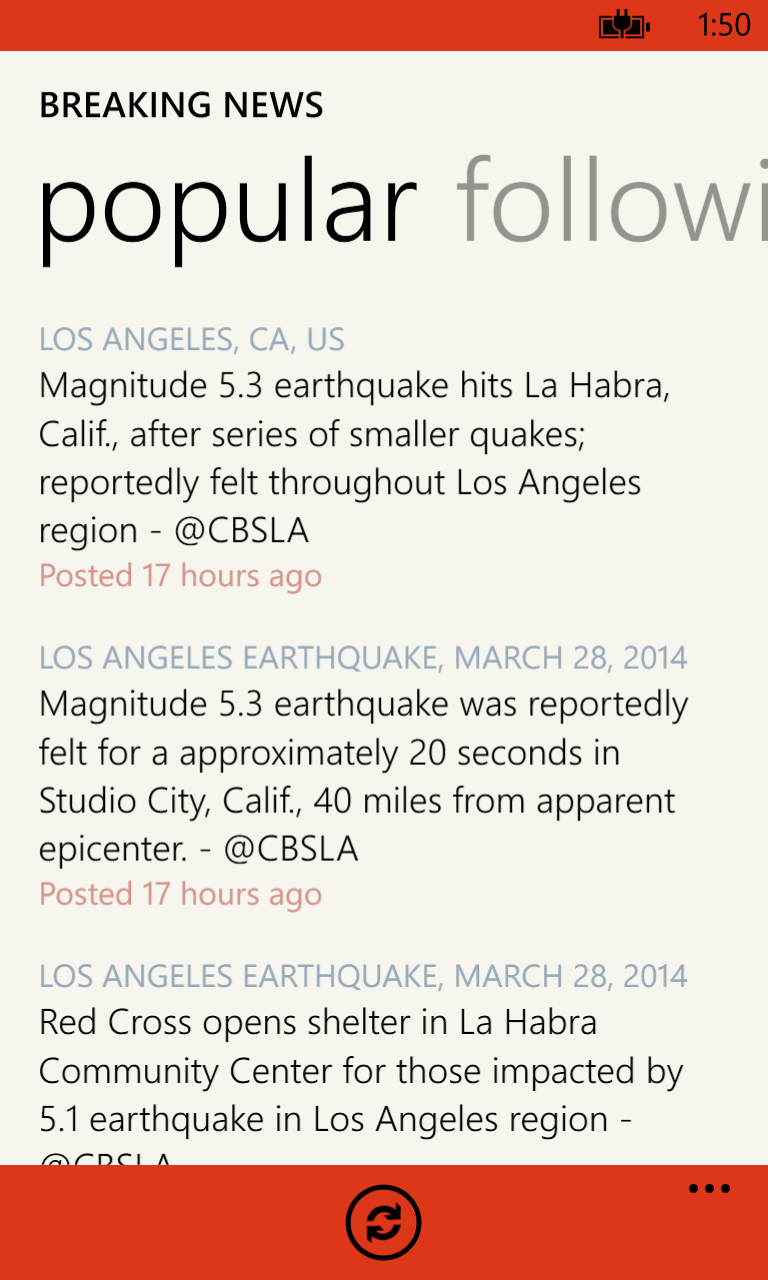 1:50
BREAKING NEWS
popular followi
LOS ANGELES, CA, US
Magnitude 5.3 earthquake hits La Habra,
Calif., after series of smaller quakes;
reportedly felt throughout Los Angeles
region - @CBSLA
Posted 17 hours ago
LOS ANGELES EARTHQUAKE, MARCH 28, 2014
Magnitude 5.3 earthquake was reportedly
felt for a approximately 20 seconds in
Studio City, Calif., 40 miles from apparent
epicenter. - @CBSLA
Posted 17 hours ago
LOS ANGELES EARTHQUAKE, MARCH 28, 2014
Red Cross opens shelter in La Habra
Community Center for those impacted by
5.1 earthquake in Los Angeles region -
@CBSLA